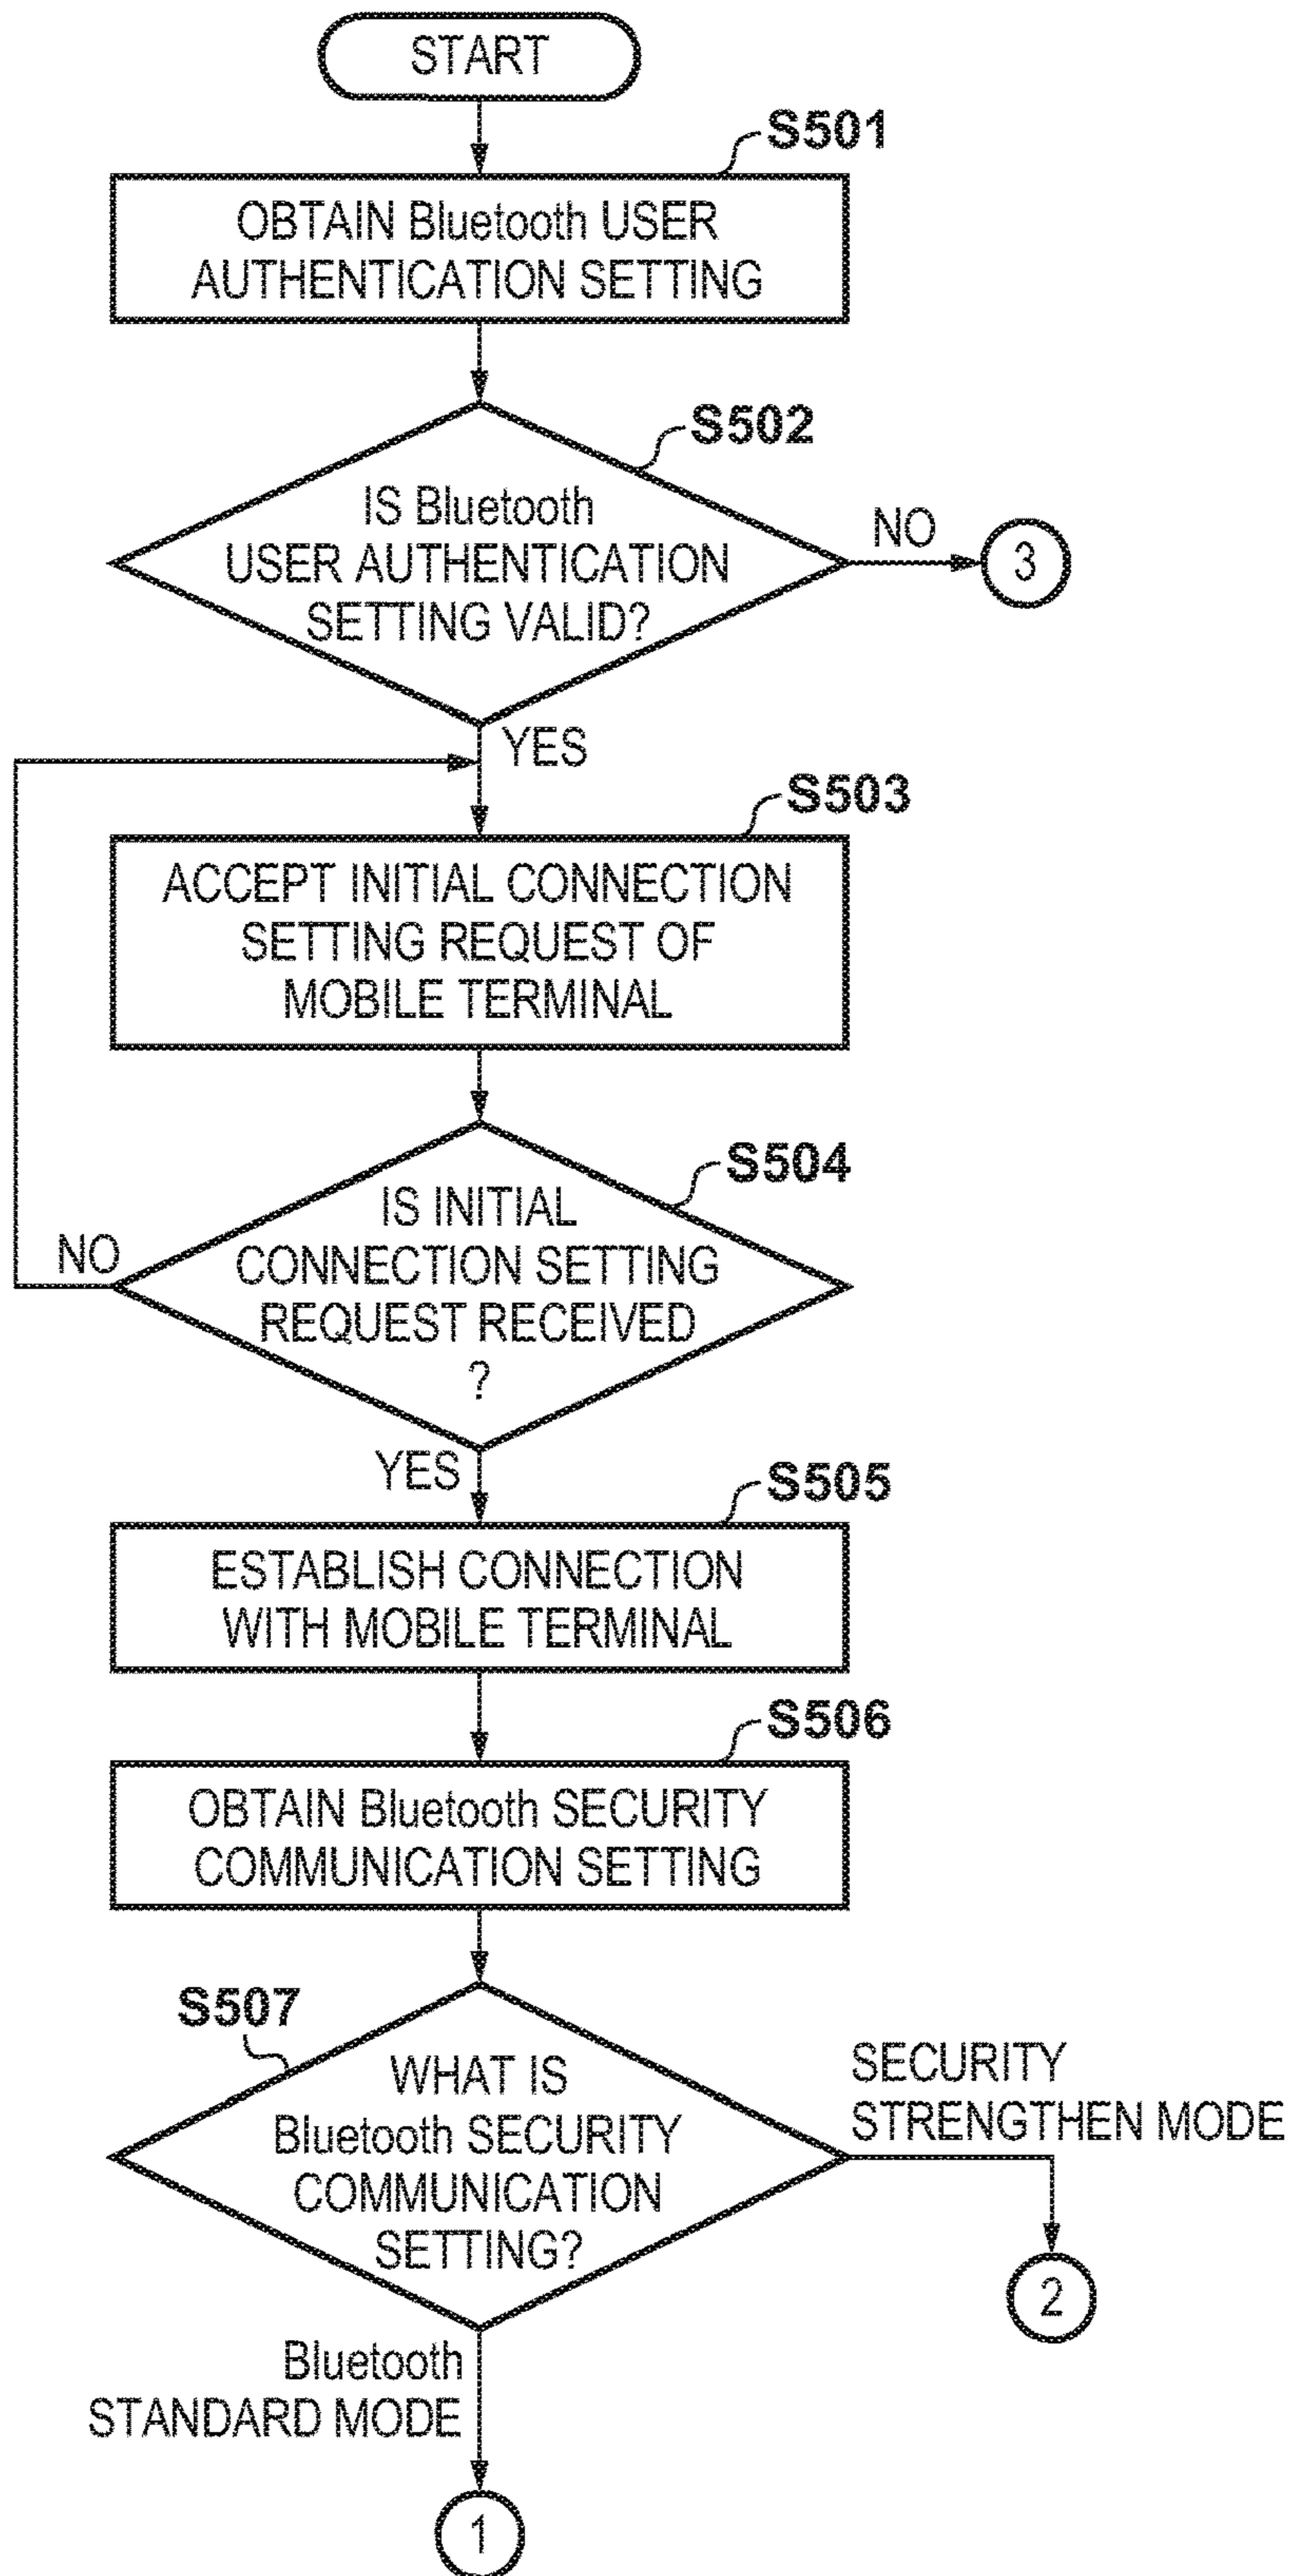 START
S501
OBTAIN Bluetooth USER
AUTHENTICATION SETTING
S502
IS Bluetooth
USER AUTHENTICATION
SETTING VALID?
NO
3
YES
S503
ACCEPT INITIAL CONNECTION
SETTING REQUEST OF
MOBILE TERMINAL
S504
IS INITIAL
CONNECTION SETTING
REQUEST RECEIVED
?
NO
YES
S505
ESTABLISH CONNECTION
WITH MOBILE TERMINAL
S506
OBTAIN Bluetooth SECURITY
COMMUNICATION SETTING
S507
WHAT IS
Bluetooth SECURITY
COMMUNICATION
SETTING?
SECURITY
STRENGTHEN MODE
2
Bluetooth
STANDARD MODE
1